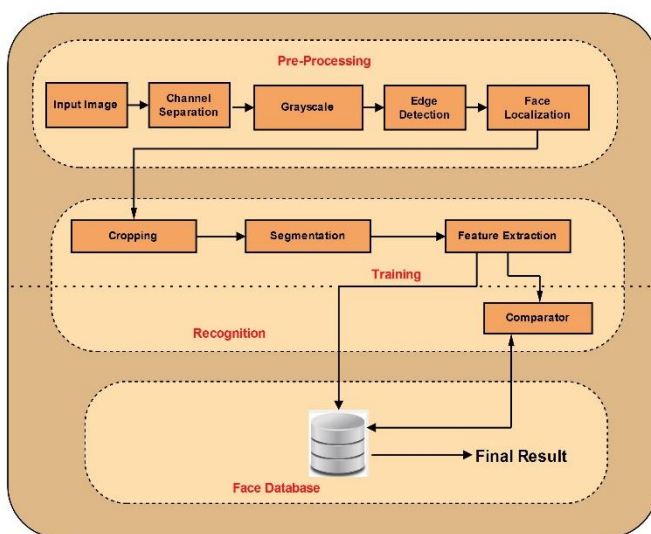 Pre-Processing
Input Image
Channel
Separation
Grayscale
Edge
Detection
Face
Localization
Cropping
Segmentation
Feature Extraction
Training
Comparator
Recognition
Final Result
Face Database